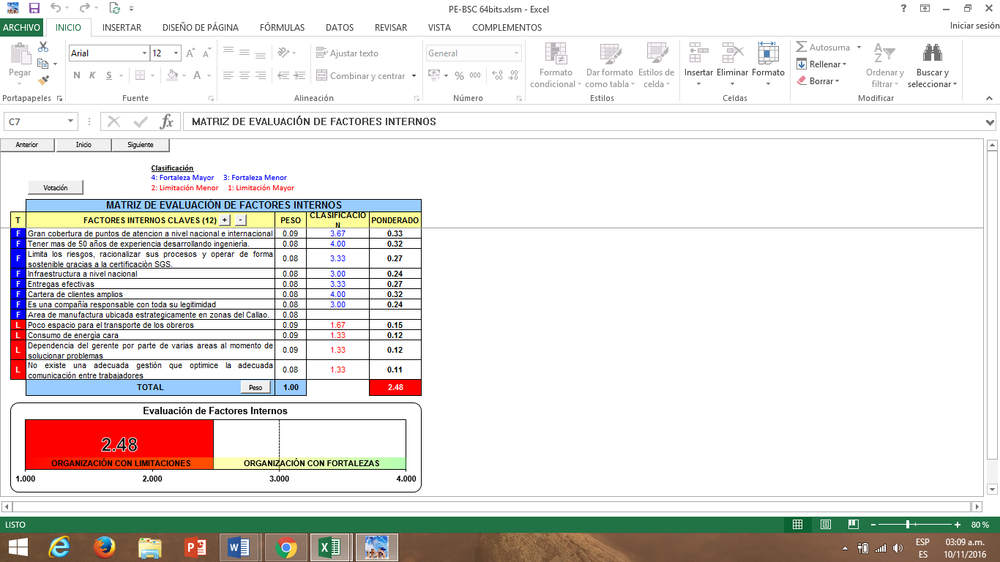 PE-BSC 64bits.xlsm - Excel
ARCHIVO INICIO INSERTAR DISEÑO DE PÁGINA FÓRMULAS DATOS REVISAR VISTA COMPLEMENTOS Iniciar sesión
Pegar
Arial 12
N K S
Ajustar texto
Combinar y centrar
General
% 000
Formato condicional
Dar formato como tabla
Estilos de celda
Insertar Eliminar Formato
Autosuma
Rellenar
Borrar
Ordenar y filtrar
Buscar y seleccionar
Portapapeles Fuente Alineación Número Estilos Celdas Modificar
C7 fx MATRIZ DE EVALUACIÓN DE FACTORES INTERNOS
Anterior Inicio Siguiente
Clasificación
4: Fortaleza Mayor 3: Fortaleza Menor
Votación 2: Limitación Menor 1: Limitación Mayor
MATRIZ DE EVALUACIÓN DE FACTORES INTERNOS
T FACTORES INTERNOS CLAVES (12) + - PESO CLASIFICACIO
N PONDERADO
F Gran cobertura de puntos de atencion a nivel nacional e internacional 0.09 3.67 0.33
F Tener mas de 50 años de experiencia desarrollando ingenieria. 0.08 4.00 0.32
F Limita los riesgos, racionalizar sus procesos y operar de forma
sostenible gracias a la certificaciòn SGS. 0.08 3.33 0.27
F Infraestructura a nivel nacional 0.08 3.00 0.24
F Entregas efectivas 0.08 3.33 0.27
F Cartera de clientes amplios 0.08 4.00 0.32
F Es una compañía responsable con toda su legitimidad 0.08 3.00 0.24
F Area de manufactura ubicada estrategicamente en zonas del Callao. 0.08
L Poco espacio para el transporte de los obreros 0.09 1.67 0.15
L Consumo de energìa cara 0.09 1.33 0.12
L Dependencia del gerente por parte de varias areas al momento de
solucionar problemas 0.09 1.33 0.12
L No existe una adecuada gestión que optimice la adecuada
comunicación entre trabajadores 0.08 1.33 0.11
TOTAL Peso 1.00 2.48
Evaluación de Factores Internos
2.48
ORGANIZACIÓN CON LIMITACIONES ORGANIZACIÓN CON FORTALEZAS
1.000 2.000 3.000 4.000
LISTO 80 %
ESP 03:09 a.m.
ES 10/11/2016